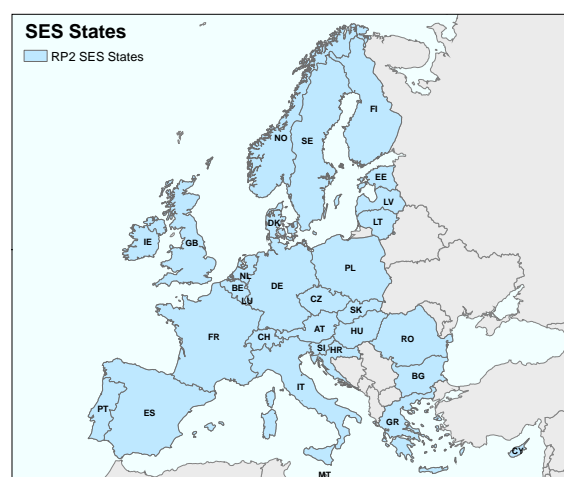 SES States
RP2 SES States
FI
NO
SE
EE
LV
DK
LT
IE
GB
NL
PL
BE
DE
LU
CZ
SK
FR
CH
AT
HU
RO
SI
HR
BG
IT
PT
ES
GR
CY
MT